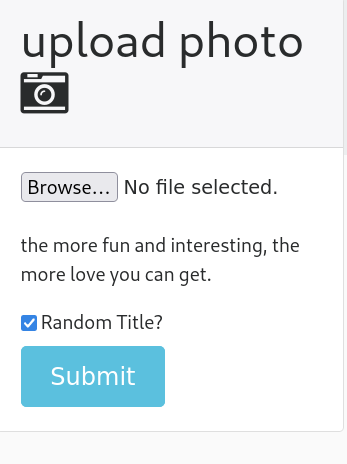 upload photo
Browse... No file selected.
the more fun and interesting, the
more love you can get.
Random Title?
Submit